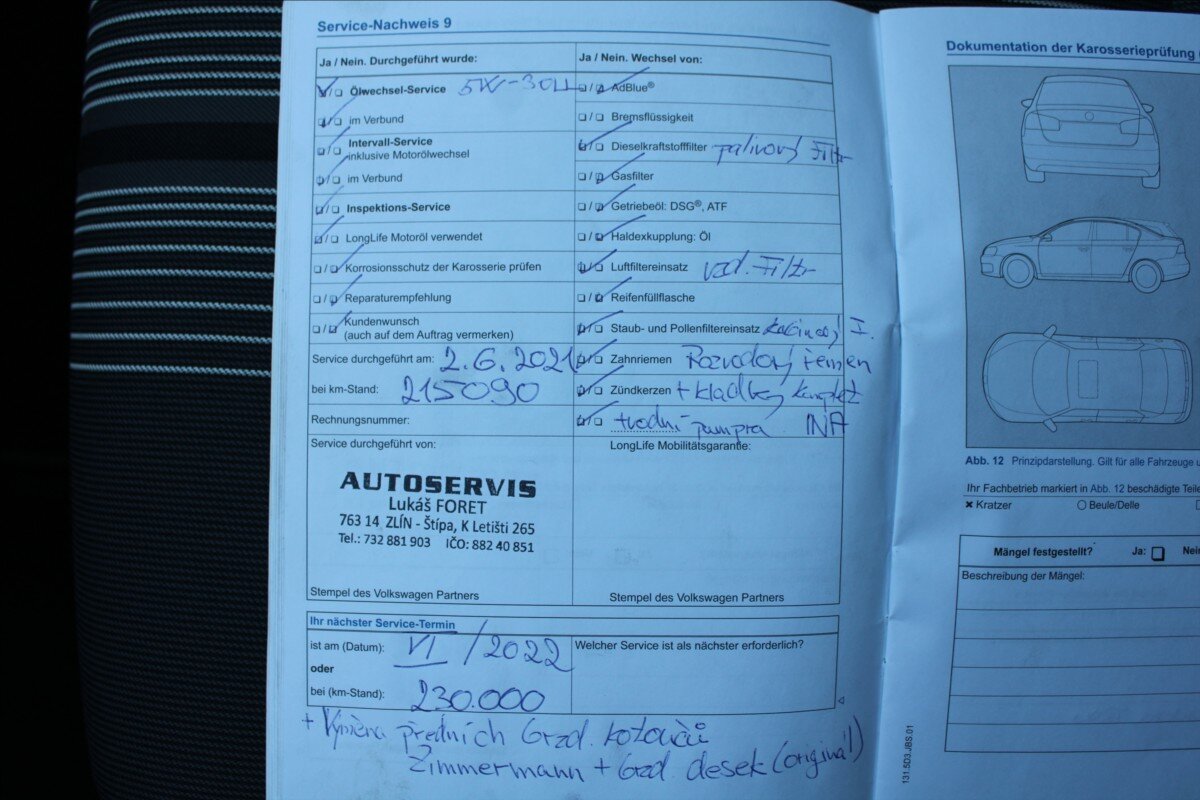 Service-Nachweis 9
Ja / Nein. Durchgeführt wurde:
Ölwechsel-Service 5W-30LL
im Verbund
Intervall-Service
inklusive Motorölwechsel
im Verbund
Inspektions-Service
LongLife Motoröl verwendet
Korrosionsschutz der Karosserie prüfen
Reparaturempfehlung
Kundenwunsch
(auch auf dem Auftrag vermerken)
Service durchgeführt am: 2.6.2021
bei km-Stand: 215090
Rechnungsnummer:
Service durchgeführt von:
AUTOSERVIS
Lukáš FORET
763 14 ZLÍN - Štípa, K Letišti 265
Tel.: 732 881 903 IČO: 882 40 851
Stempel des Volkswagen Partners
Ja / Nein. Wechsel von:
AdBlue®
Bremsflüssigkeit
Dieselkraftstofffilter palivový Filtr
Gasfilter
Getriebeöl: DSG®, ATF
Haldexkupplung: Öl
Luftfiltereinsatz vzd. Filtr
Reifenfüllflasche
Staub- und Pollenfiltereinsatz kabinový F.
Zahnriemen Rozvodový řemen
Zündkerzen + kladky komplet
+vodní pumpa INA
LongLife Mobilitätsgarantie:
Stempel des Volkswagen Partners
Ihr nächster Service-Termin
ist am (Datum): VI / 2022
oder
bei (km-Stand): 230.000
Welcher Service ist als nächster erforderlich?
+ Výměna předních brzd. kotoučů
Zimmermann + brzd. desek (originál)
Dokumentation der Karosserieprüfung
Abb. 12 Prinzipdarstellung. Gilt für alle Fahrzeuge
Ihr Fachbetrieb markiert in Abb. 12 beschädigte Teile
✖ Kratzer ○ Beule/Delle
Mängel festgestellt? Ja: Nein
Beschreibung der Mängel:
131.5D3.JBS.01